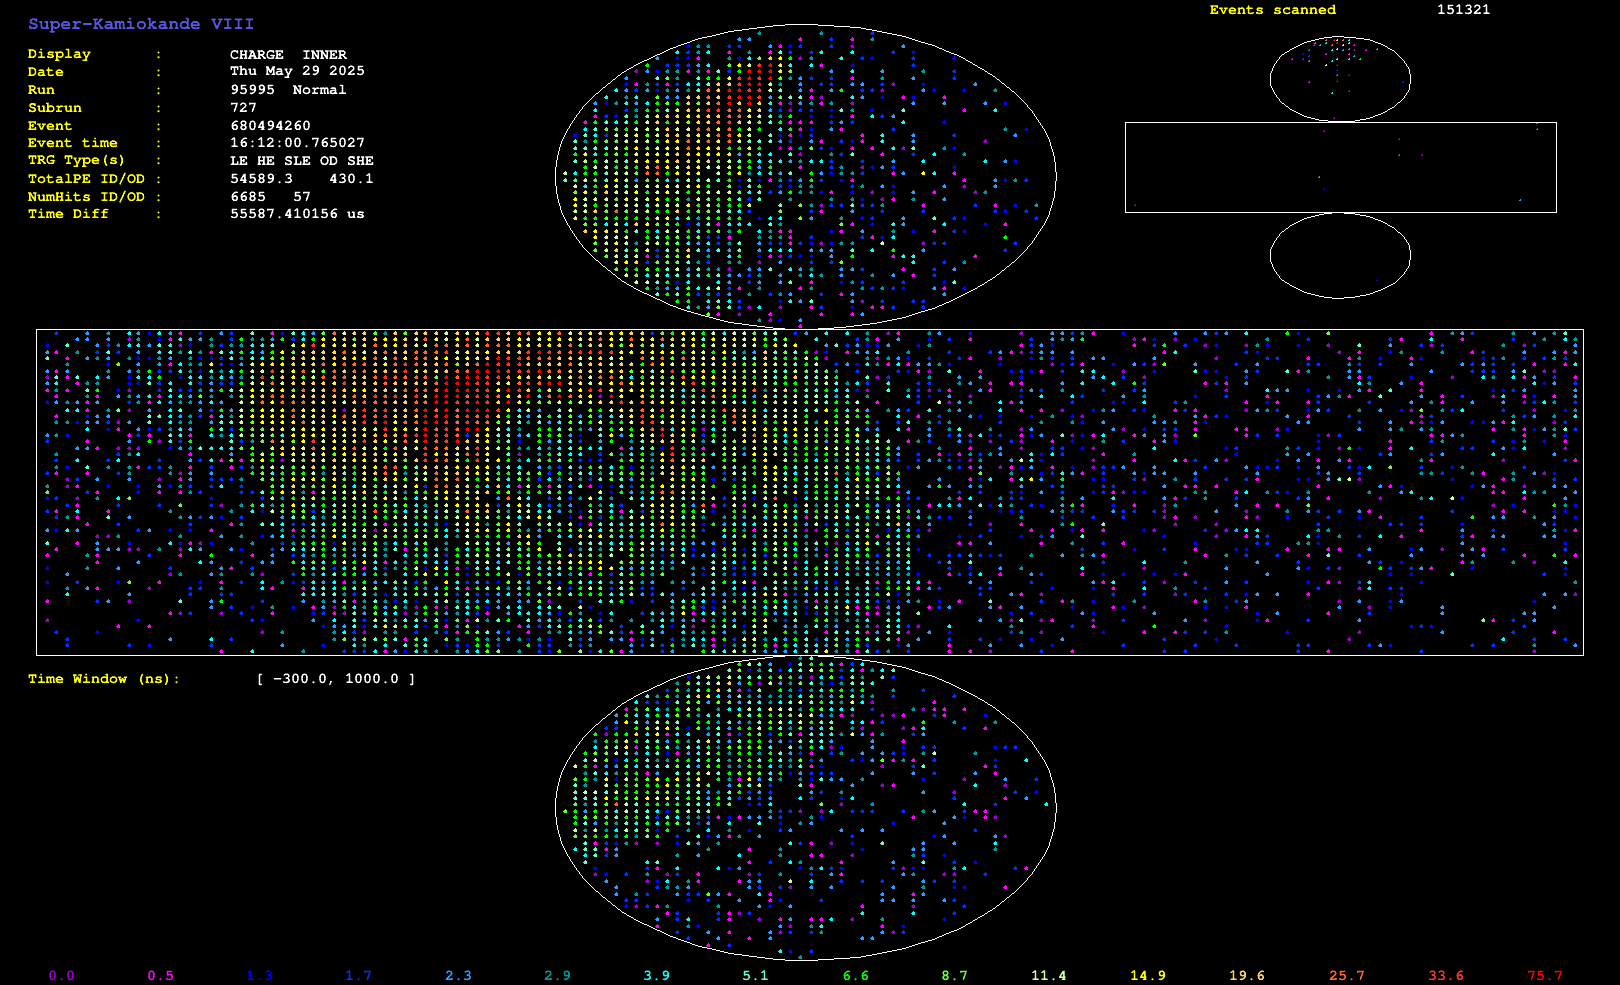 Super-Kamiokande VIII
Events scanned 151321
Display : CHARGE INNER
Date : Thu May 29 2025
Run : 95995 Normal
Subrun : 727
Event : 680494260
Event time : 16:12:00.765027
TRG Type(s) : LE HE SLE OD SHE
TotalPE ID/OD : 54589.3 430.1
NumHits ID/OD : 6685 57
Time Diff : 55587.410156 us
Time Window (ns): [ −300.0, 1000.0 ]
0.0 0.5 1.3 1.7 2.3 2.9 3.9 5.1 6.6 8.7 11.4 14.9 19.6 25.7 33.6 75.7